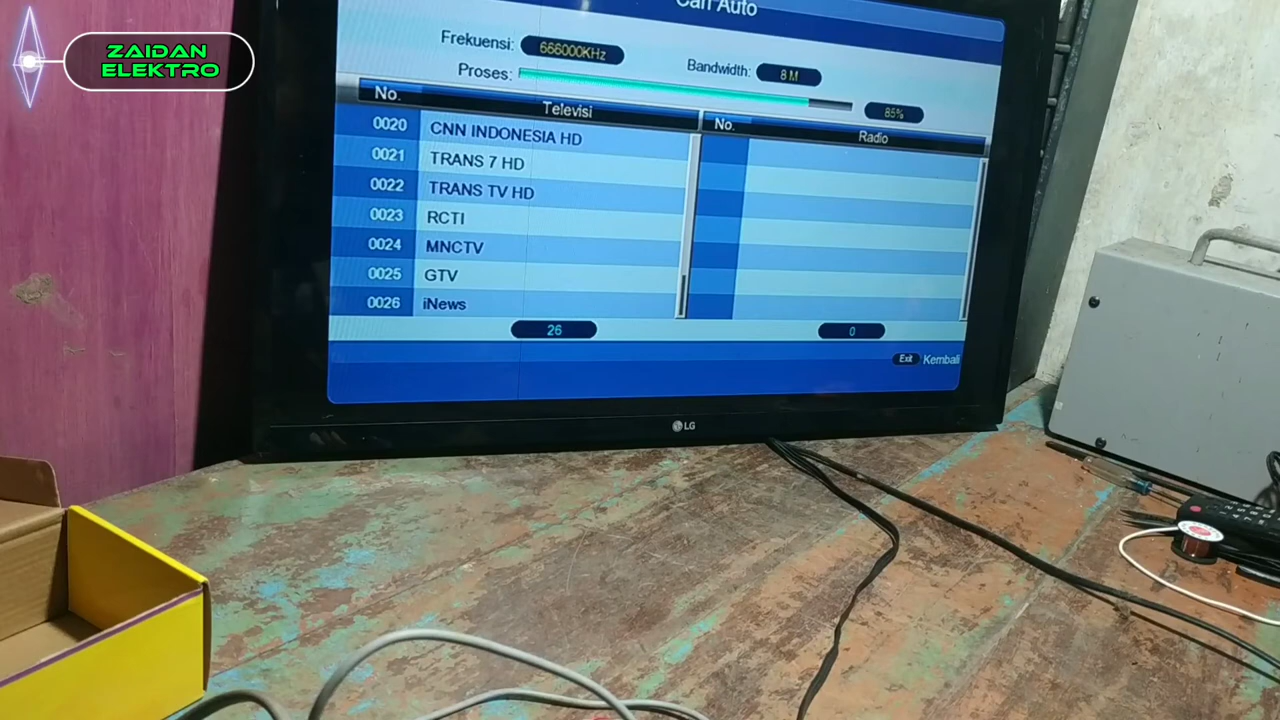 ZAIDAN
ELEKTRO
Cari Auto
Frekuensi: 666000KHz
Bandwidth: 8 M
Proses: 85%
No. Televisi
No. Radio
0020 CNN INDONESIA HD
0021 TRANS 7 HD
0022 TRANS TV HD
0023 RCTI
0024 MNCTV
0025 GTV
0026 iNews
26
0
Exit Kembali
LG